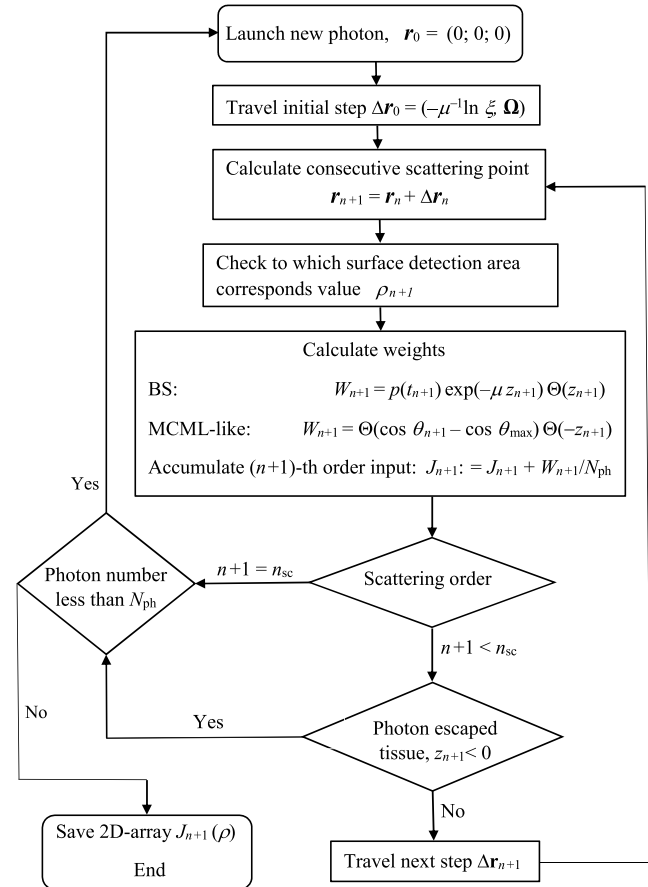 Launch new photon, r₀ = (0; 0; 0)
Travel initial step Δr₀ = (–μ⁻¹ln ξ, Ω)
Calculate consecutive scattering point
rₙ₊₁ = rₙ + Δrₙ
Check to which surface detection area
corresponds value ρₙ₊₁
Calculate weights
BS: Wₙ₊₁ = p(tₙ₊₁) exp(–μ zₙ₊₁) Θ(zₙ₊₁)
MCML-like: Wₙ₊₁ = Θ(cos θₙ₊₁ – cos θmax) Θ(–zₙ₊₁)
Accumulate (n+1)-th order input: Jₙ₊₁: = Jₙ₊₁ + Wₙ₊₁/Nph
Yes
Photon number
less than Nph
n+1 = nsc
Scattering order
n+1 < nsc
No
Yes
Photon escaped
tissue, zₙ₊₁< 0
No
Save 2D-array Jₙ₊₁ (ρ)
End
Travel next step Δrₙ₊₁